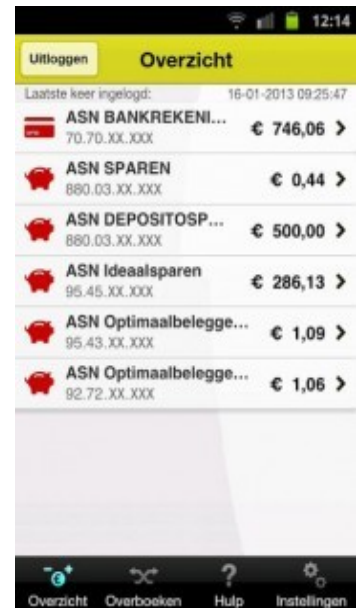 12:14
Uitloggen Overzicht
Laatste keer ingelogd: 16-01-2013 09:25:47
ASN BANKREKENI... € 746,06
70.70.XX.XXX
ASN SPAREN € 0,44
880.03.XX.XXX
ASN DEPOSITOSP... € 500,00
880.03.XX.XXX
ASN Ideaalsparen € 286,13
95.45.XX.XXX
ASN Optimaalbelegge... € 1,09
95.43.XX.XXX
ASN Optimaalbelegge... € 1,06
92.72.XX.XXX
Overzicht Overboeken Hulp Instellingen